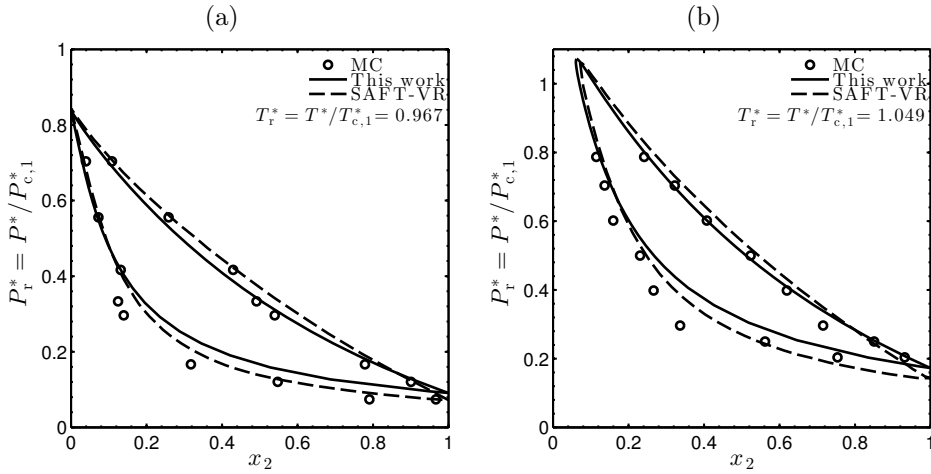 (a)
1
0.8
0.6
0.4
0.2
0
0
0.2
0.4
0.6
0.8
1
x₂
P*ᵣ = P*/P*c,1
MC
This work
SAFT-VR
T*ᵣ = T*/T*c,1 = 0.967
(b)
1
0.8
0.6
0.4
0.2
0
0
0.2
0.4
0.6
0.8
1
x₂
P*ᵣ = P*/P*c,1
MC
This work
SAFT-VR
T*ᵣ = T*/T*c,1 = 1.049